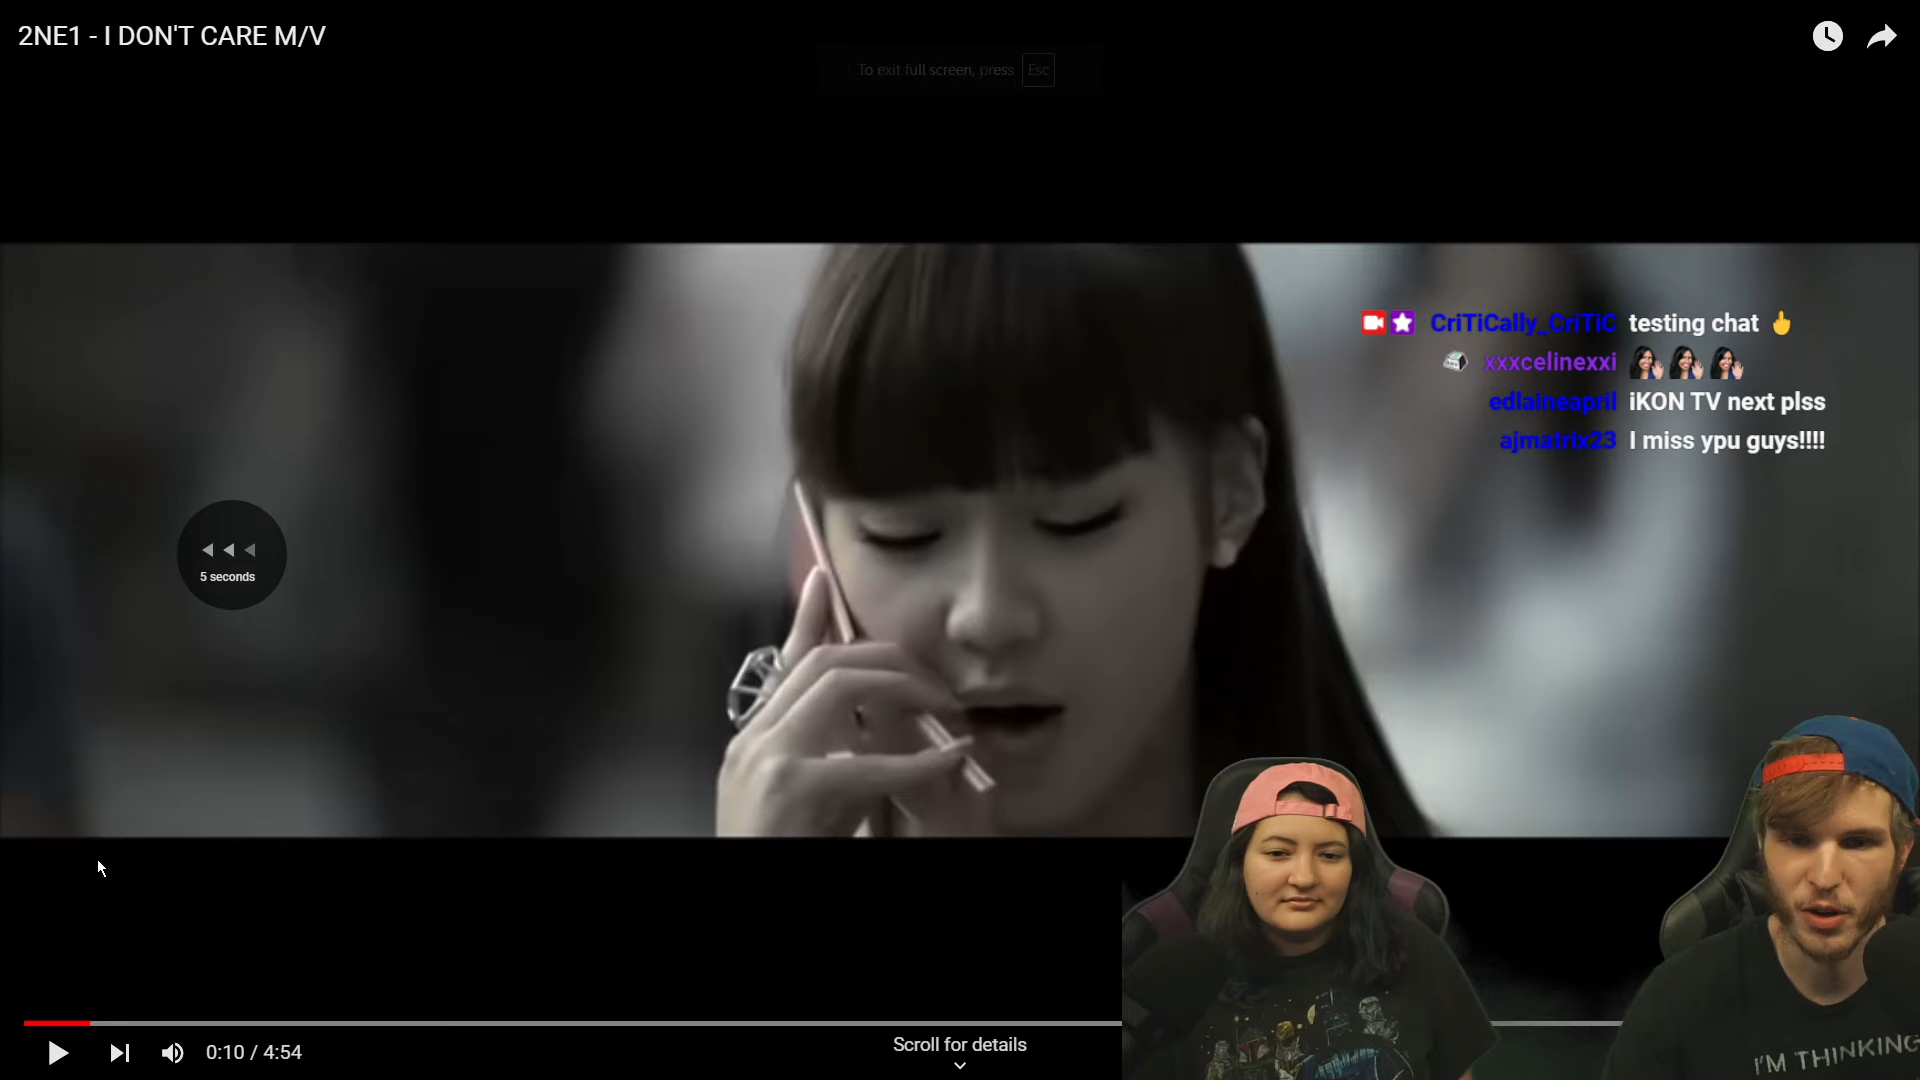 2NE1 - I DON'T CARE M/V
To exit full screen, press Esc
CriTiCally_CriTiC testing chat
xxxcelinexxi
edlaineapril iKON TV next plss
ajmatrix23 I miss ypu guys!!!!
5 seconds
0:10 / 4:54
Scroll for details
I'M THINKING